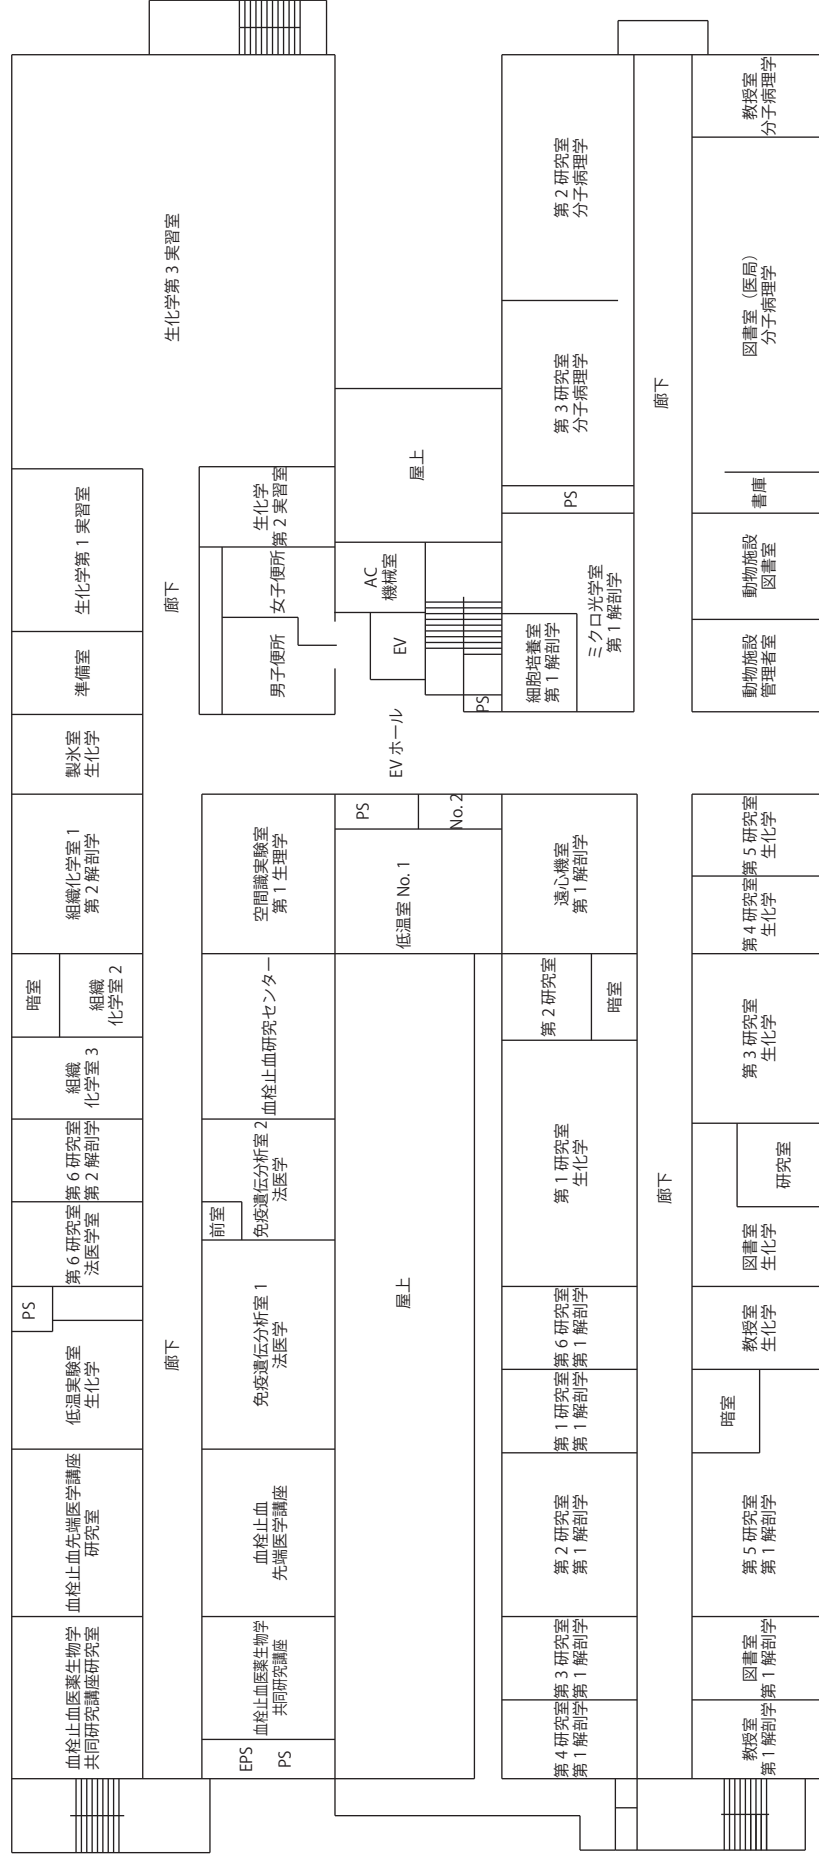 血栓止血医薬生物学
共同研究講座研究室
血栓止血先端医学講座
研究室
低温実験室
生化学
PS
第6研究室
法医学室
第6研究室
第2解剖学
組織
化学室3
暗室
組織
化学室2
組織化学室1
第2解剖学
製氷室
生化学
準備室
生化学第1実習室
生化学第3実習室
廊下
廊下
EPS
PS
血栓止血医薬生物学
共同研究講座
血栓止血
先端医学講座
免疫遺伝分析室1
法医学
前室
免疫遺伝分析室2
法医学
血栓止血研究センター
空間識実験室
第1生理学
男子便所
女子便所
生化学
第2実習室
屋上
低温室 No. 1
PS
No. 2
EVホール
EV
AC
機械室
PS
屋上
第4研究室
第1解剖学
第3研究室
第1解剖学
第2研究室
第1解剖学
第1研究室
第1解剖学
第6研究室
第1解剖学
第1研究室
生化学
第2研究室
暗室
遠心機室
第1解剖学
細胞培養室
第1解剖学
ミクロ光学室
第1解剖学
PS
第3研究室
分子病理学
第2研究室
分子病理学
廊下
廊下
教授室
第1解剖学
図書室
第1解剖学
第5研究室
第1解剖学
暗室
教授室
生化学
図書室
生化学
研究室
第3研究室
生化学
第4研究室
生化学
第5研究室
生化学
動物施設
管理者室
動物施設
図書室
書庫
図書室（医局）
分子病理学
教授室
分子病理学